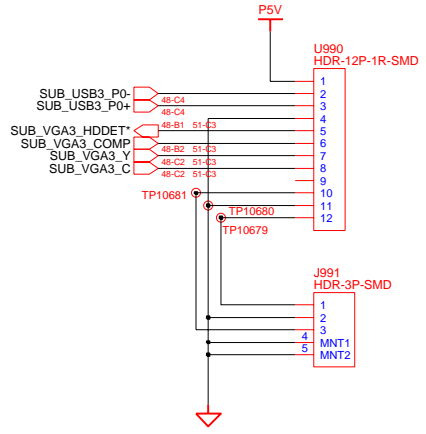 P5V
U990
HDR-12P-1R-SMD
1
SUB_USB3_P0- 2
48-C4
SUB_USB3_P0+ 3
48-C4
4
SUB_VGA3_HDDET* 5
48-B1 51-C3
SUB_VGA3_COMP 6
48-B2 51-C3
SUB_VGA3_Y 7
48-C2 51-C3
SUB_VGA3_C 8
48-C2 51-C3
9
TP10681 10
TP10680 11
12
TP10679
J991
HDR-3P-SMD
1
2
3
4 MNT1
5 MNT2